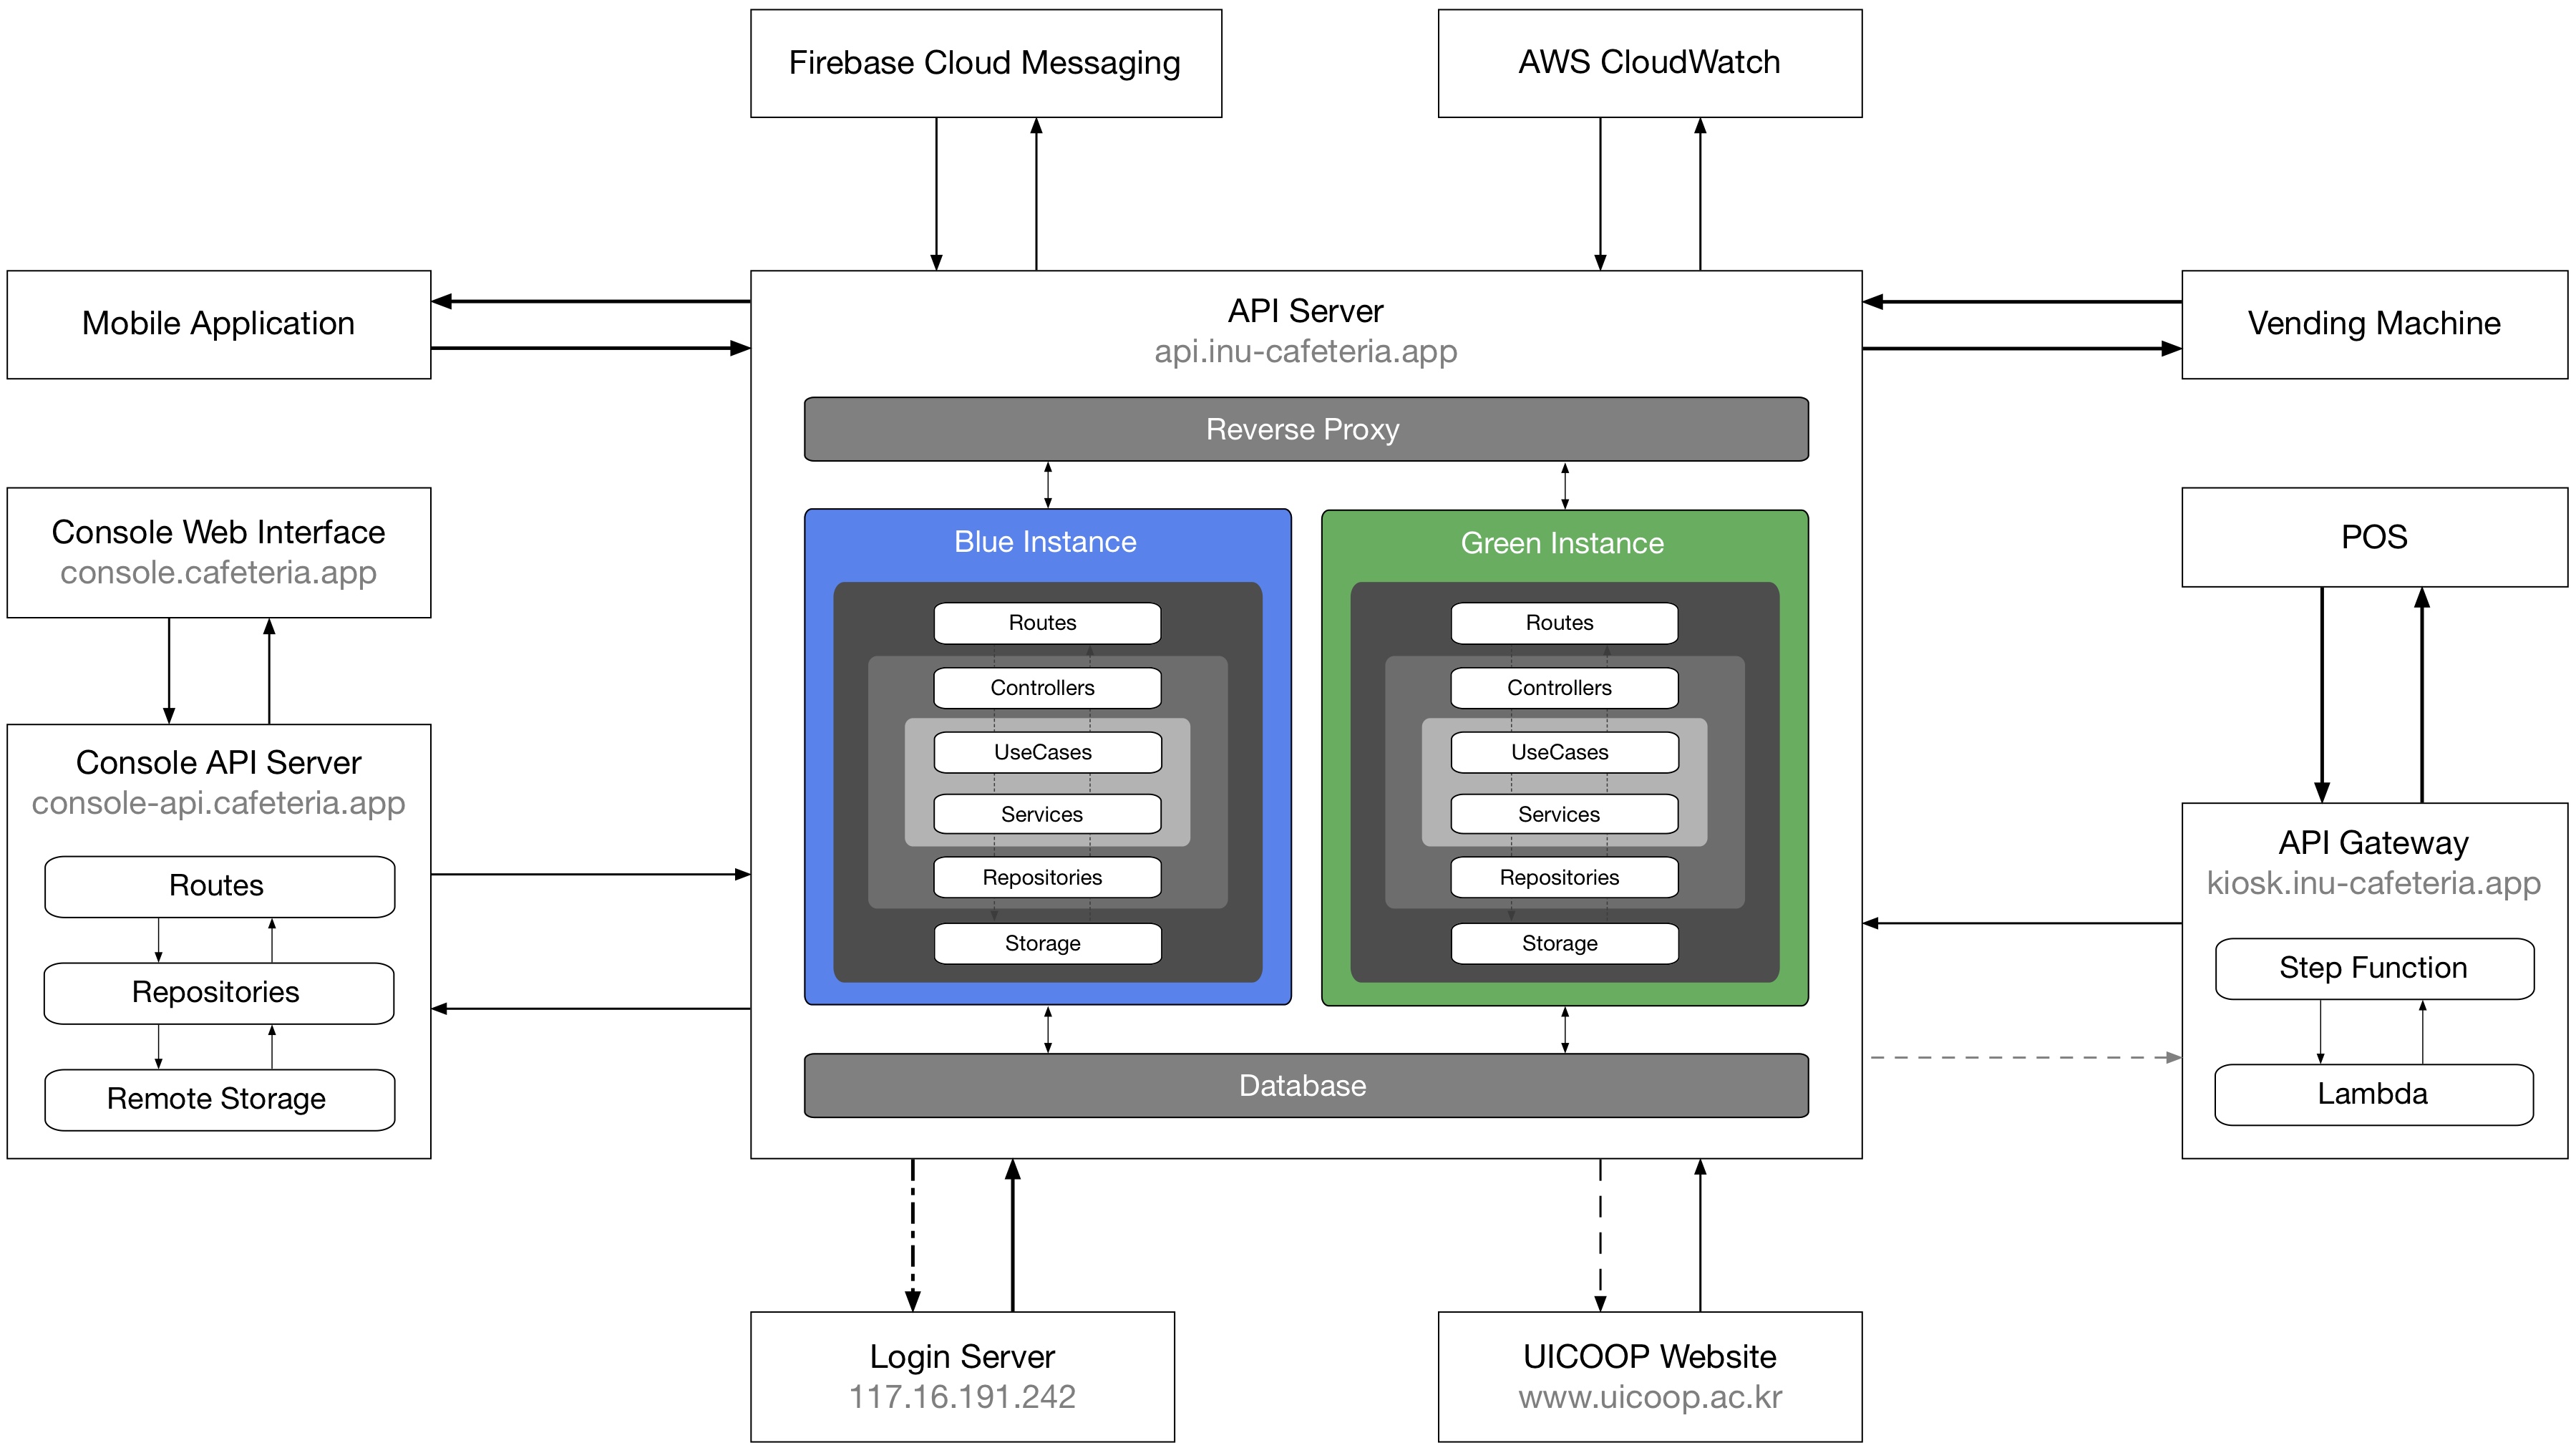 Firebase Cloud Messaging
AWS CloudWatch
Mobile Application
API Server
api.inu-cafeteria.app
Vending Machine
Reverse Proxy
Console Web Interface
console.cafeteria.app
Blue Instance
Routes
Controllers
UseCases
Services
Repositories
Storage
Green Instance
Routes
Controllers
UseCases
Services
Repositories
Storage
POS
Console API Server
console-api.cafeteria.app
Routes
Repositories
Remote Storage
API Gateway
kiosk.inu-cafeteria.app
Step Function
Lambda
Database
Login Server
117.16.191.242
UICOOP Website
www.uicoop.ac.kr